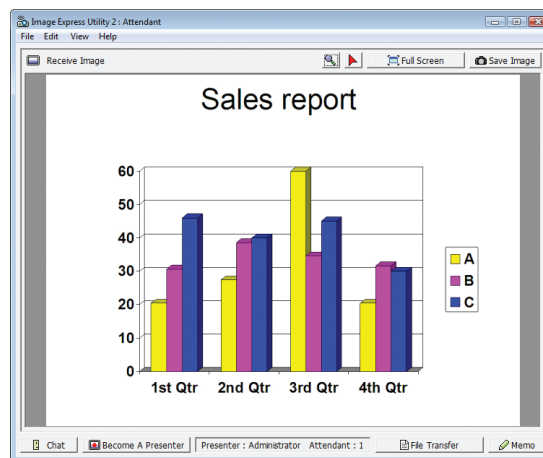 Image Express Utility 2 : Attendant
File Edit View Help
Receive Image Full Screen Save Image
Sales report
60
50
40
30
20
10
0
A
B
C
1st Qtr 2nd Qtr 3rd Qtr 4th Qtr
Chat Become A Presenter Presenter : Administrator Attendant : 1 File Transfer Memo